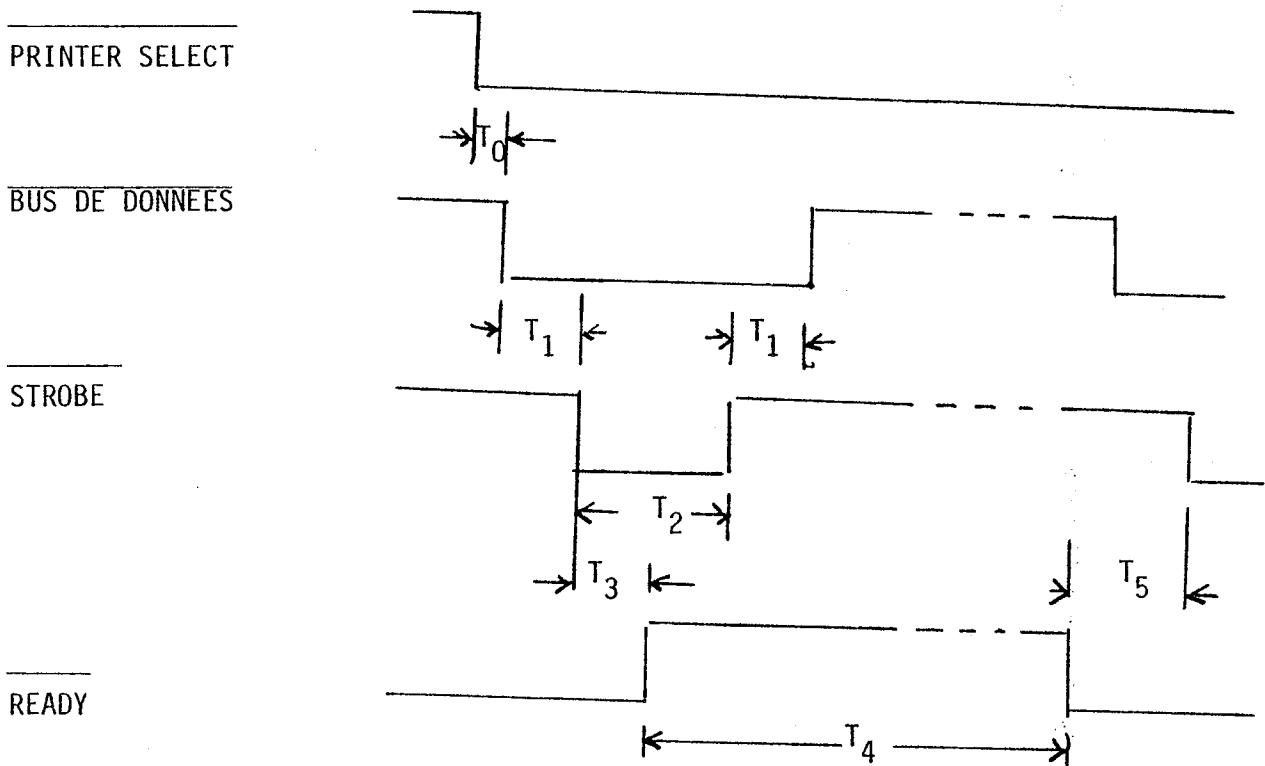 PRINTER SELECT
T0
BUS DE DONNEES
T1 T1
STROBE
T2
T3 T5
READY
T4